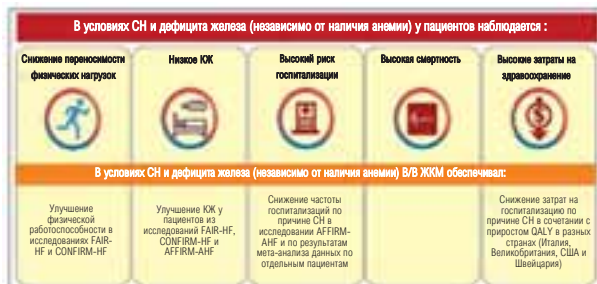 В условиях СН и дефицита железа (независимо от наличия анемии) у пациентов наблюдается :
Снижение переносимости
физических нагрузок
Низкое КЖ
Высокий риск
госпитализации
Высокая смертность
Высокие затраты на
здравоохранение
В условиях СН и дефицита железа (независимо от наличия анемии) В/В ЖКМ обеспечивал:
Улучшение
физической
работоспособности в
исследованиях FAIR-
HF и CONFIRM-HF
Улучшение КЖ у
пациентов из
исследований FAIR-HF,
CONFIRM-HF и
AFFIRM-AHF
Снижение частоты
госпитализаций по
причине СН в
исследовании AFFIRM-
AHF и по результатам
мета-анализа данных по
отдельным пациентам
Снижение затрат на
госпитализацию по
причине СН в сочетании с
приростом QALY в разных
странах (Италия,
Великобритания, США и
Швейцария)